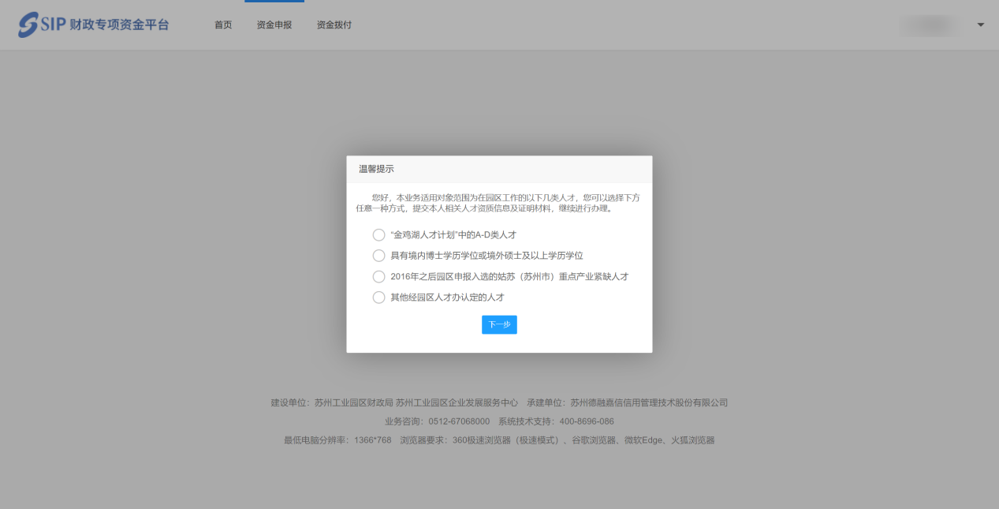 SIP 财政专项资金平台
首页 资金申报 资金拨付
温馨提示
您好，本业务适用对象范围为在园区工作的以下几类人才，您可以选择下方
任意一种方式，提交本人相关人才资质信息及证明材料，继续进行办理。
“金鸡湖人才计划”中的A-D类人才
具有境内博士学历学位或境外硕士及以上学历学位
2016年之后园区申报入选的姑苏（苏州市）重点产业紧缺人才
其他经园区人才办认定的人才
下一步
建设单位：苏州工业园区财政局 苏州工业园区企业发展服务中心 承建单位：苏州德融嘉信信用管理技术股份有限公司
业务咨询：0512-67068000 系统技术支持：400-8696-086
最低电脑分辨率：1366*768 浏览器要求：360极速浏览器（极速模式）、谷歌浏览器、微软Edge、火狐浏览器